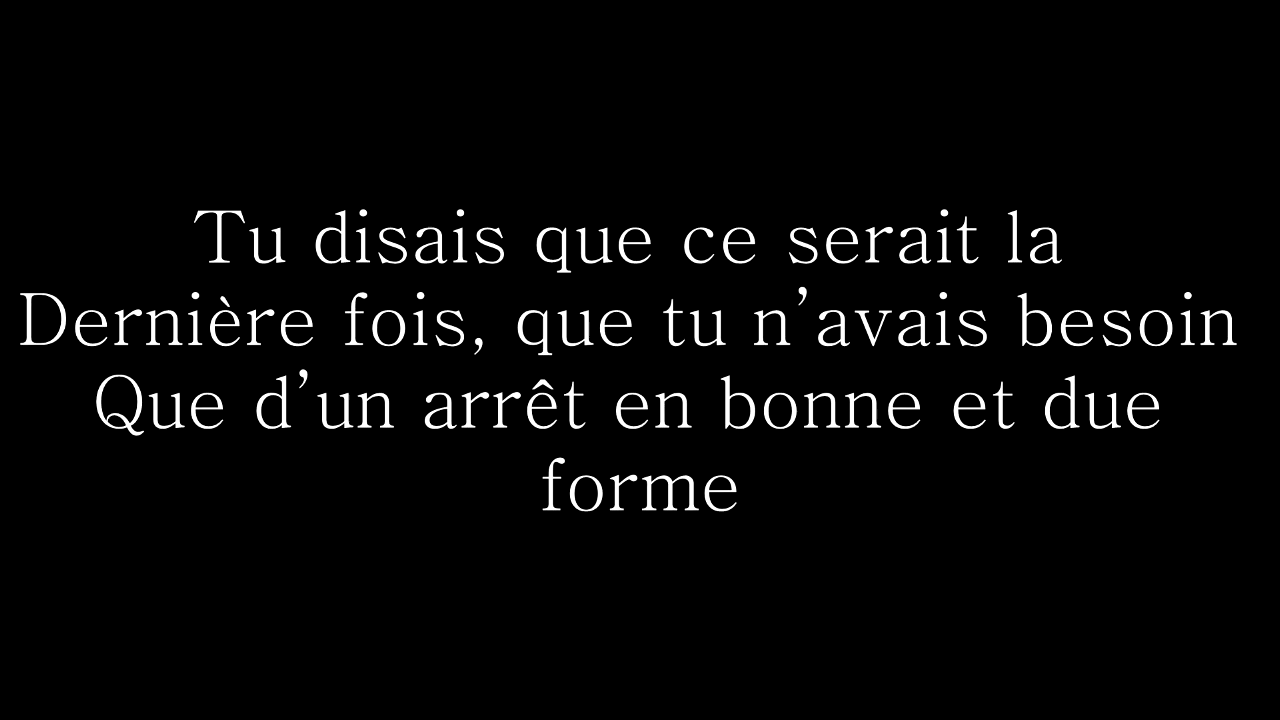 Tu disais que ce serait la
Dernière fois, que tu n’avais besoin
Que d’un arrêt en bonne et due
forme